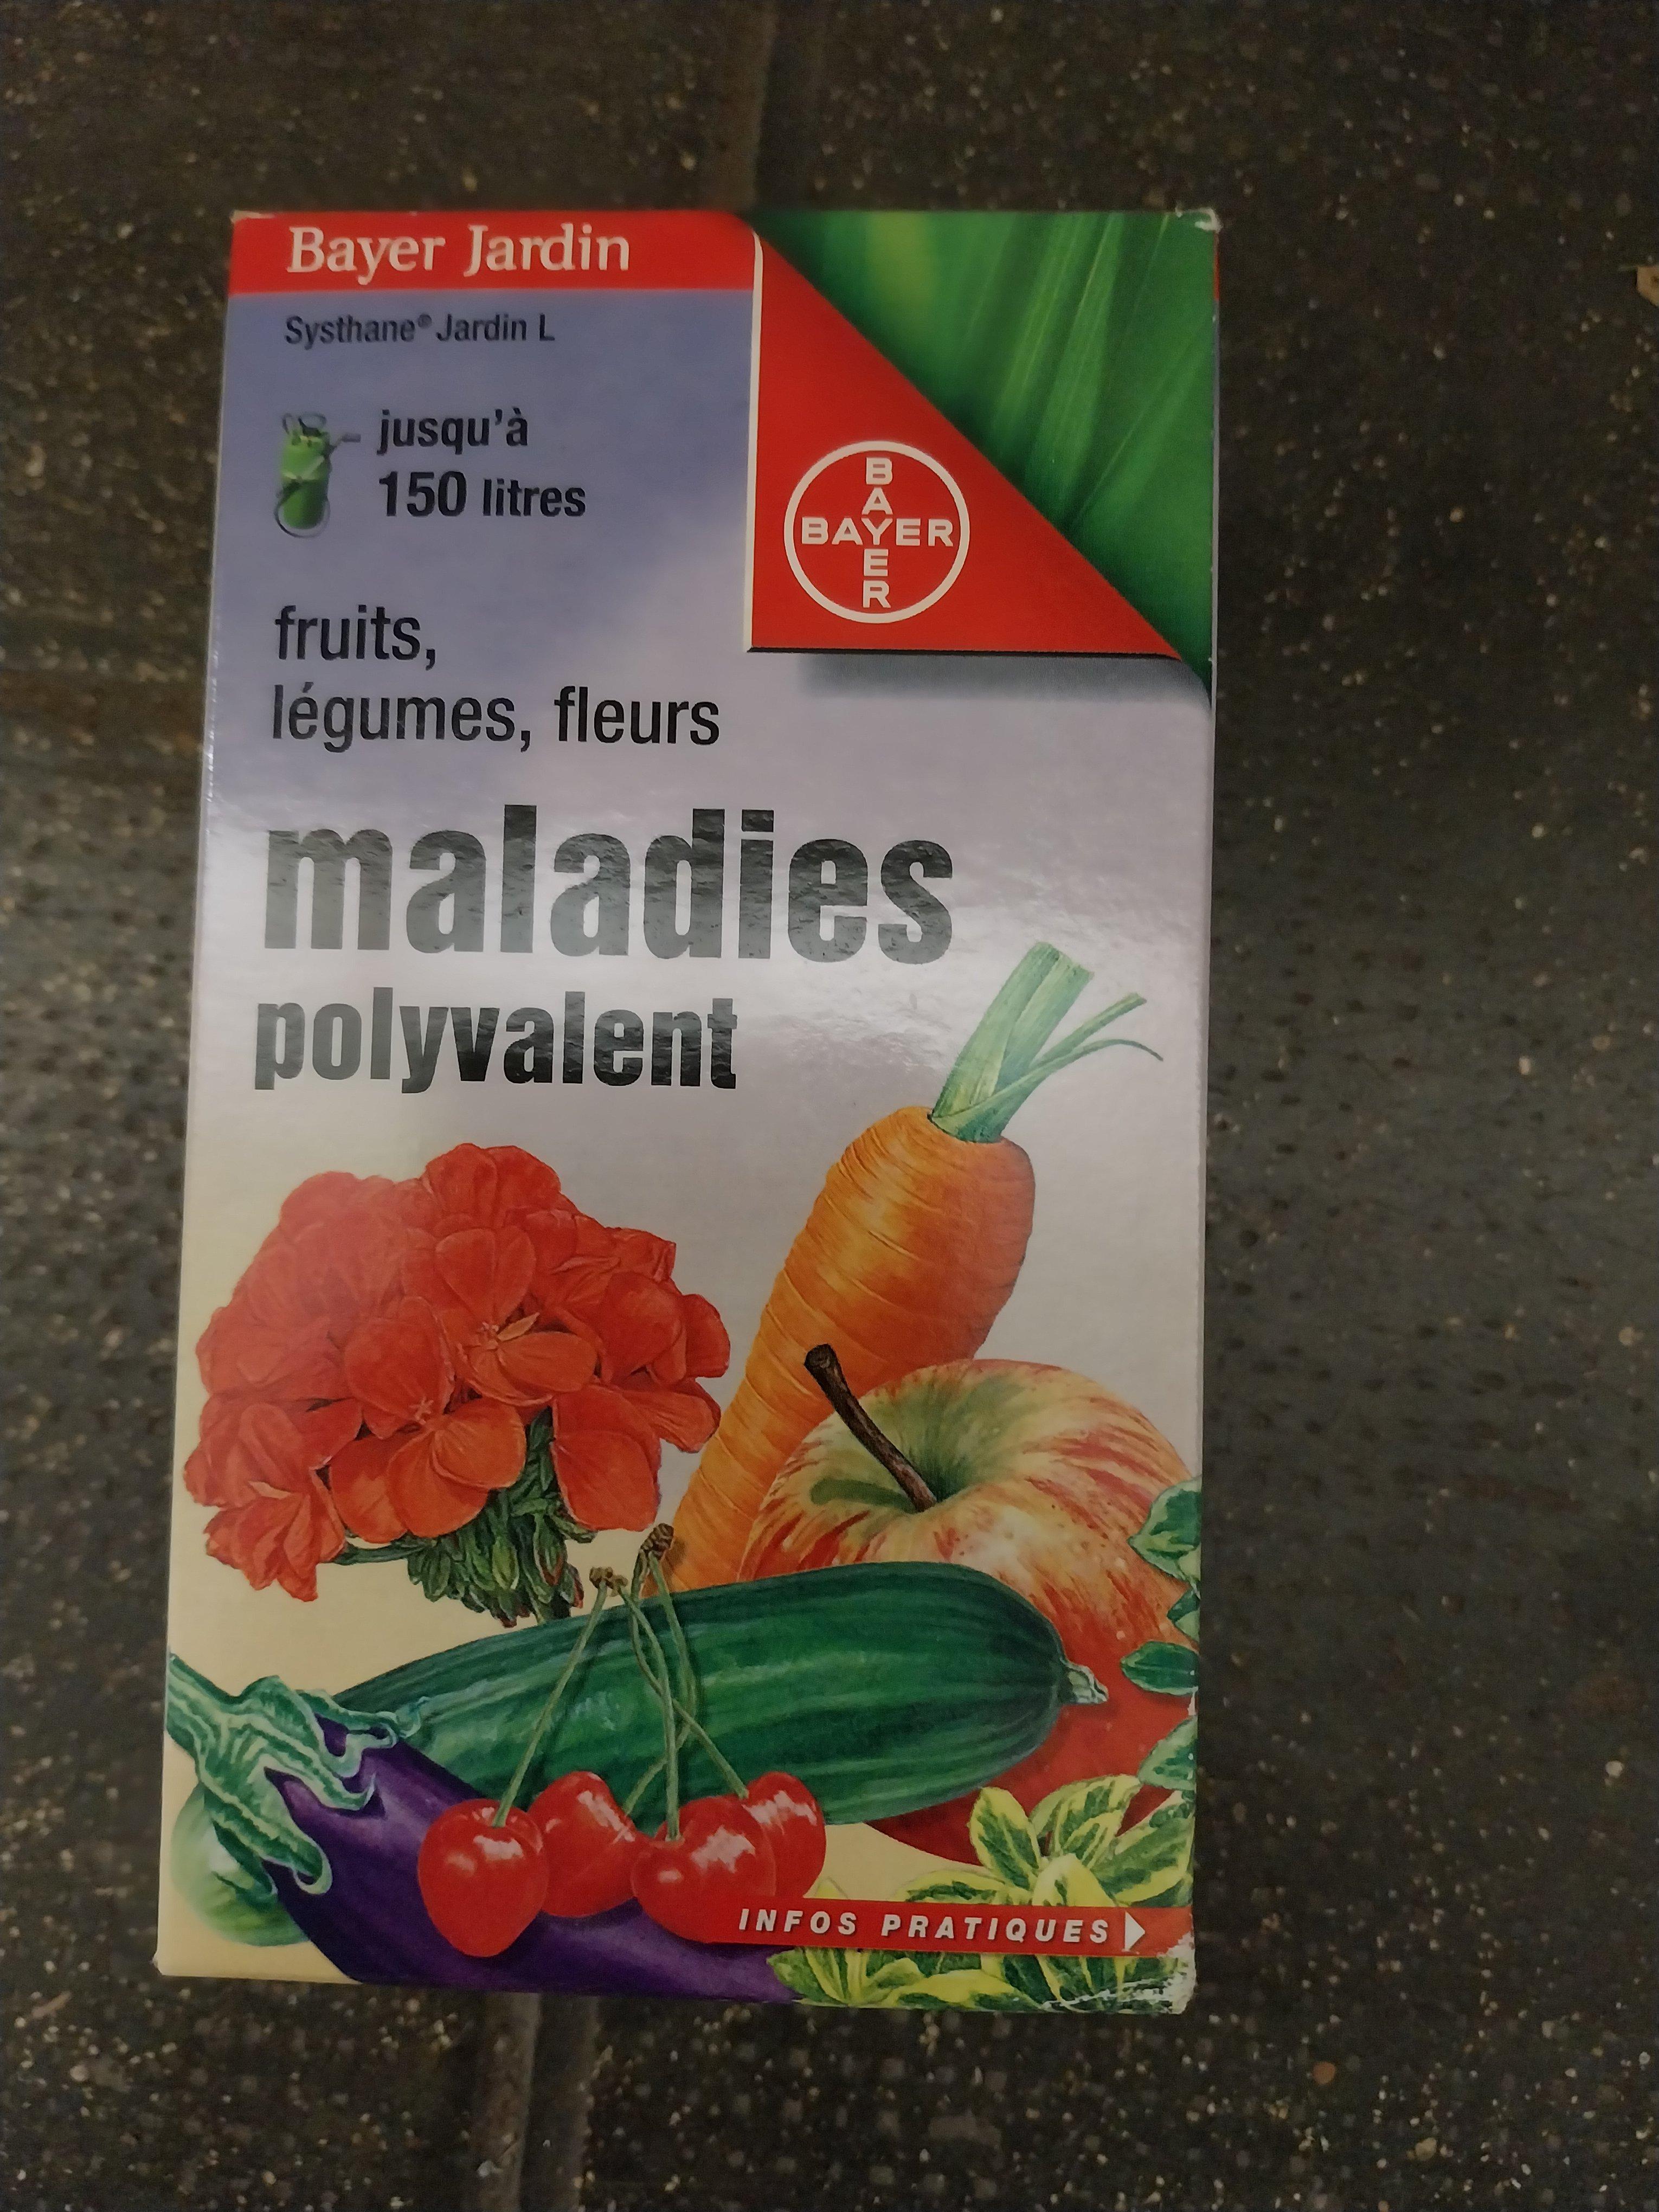 Bayer Jardin
Systhane® Jardin L
jusqu'à
150 litres
BAYER
BAYER
fruits,
légumes, fleurs
maladies
polyvalent
INFOS PRATIQUES